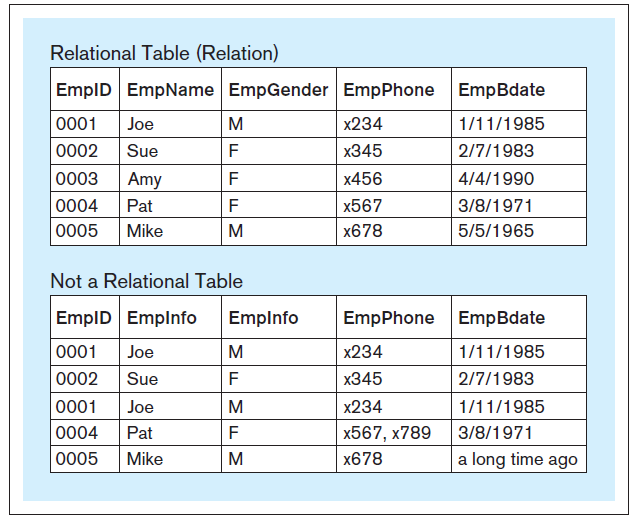 Relational Table (Relation)
EmpID EmpName EmpGender EmpPhone EmpBdate
0001 Joe M x234 1/11/1985
0002 Sue F x345 2/7/1983
0003 Amy F x456 4/4/1990
0004 Pat F x567 3/8/1971
0005 Mike M x678 5/5/1965
Not a Relational Table
EmpID EmpInfo EmpInfo EmpPhone EmpBdate
0001 Joe M x234 1/11/1985
0002 Sue F x345 2/7/1983
0001 Joe M x234 1/11/1985
0004 Pat F x567, x789 3/8/1971
0005 Mike M x678 a long time ago